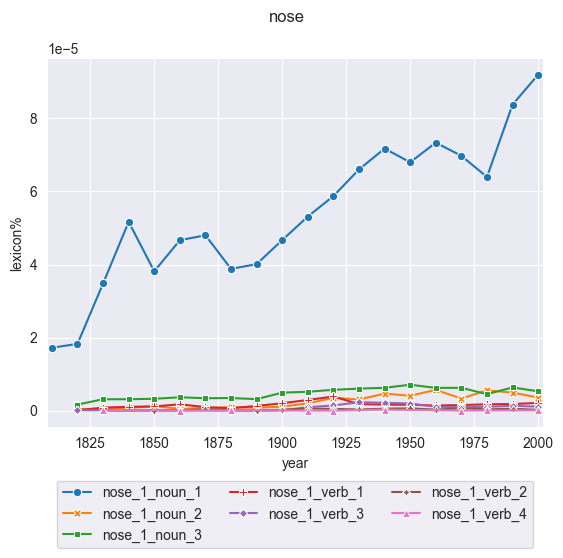 nose
1e−5
8
6
4
2
0
lexicon%
1825 1850 1875 1900 1925 1950 1975 2000
year
nose_1_noun_1 nose_1_verb_1 nose_1_verb_2
nose_1_noun_2 nose_1_verb_3 nose_1_verb_4
nose_1_noun_3